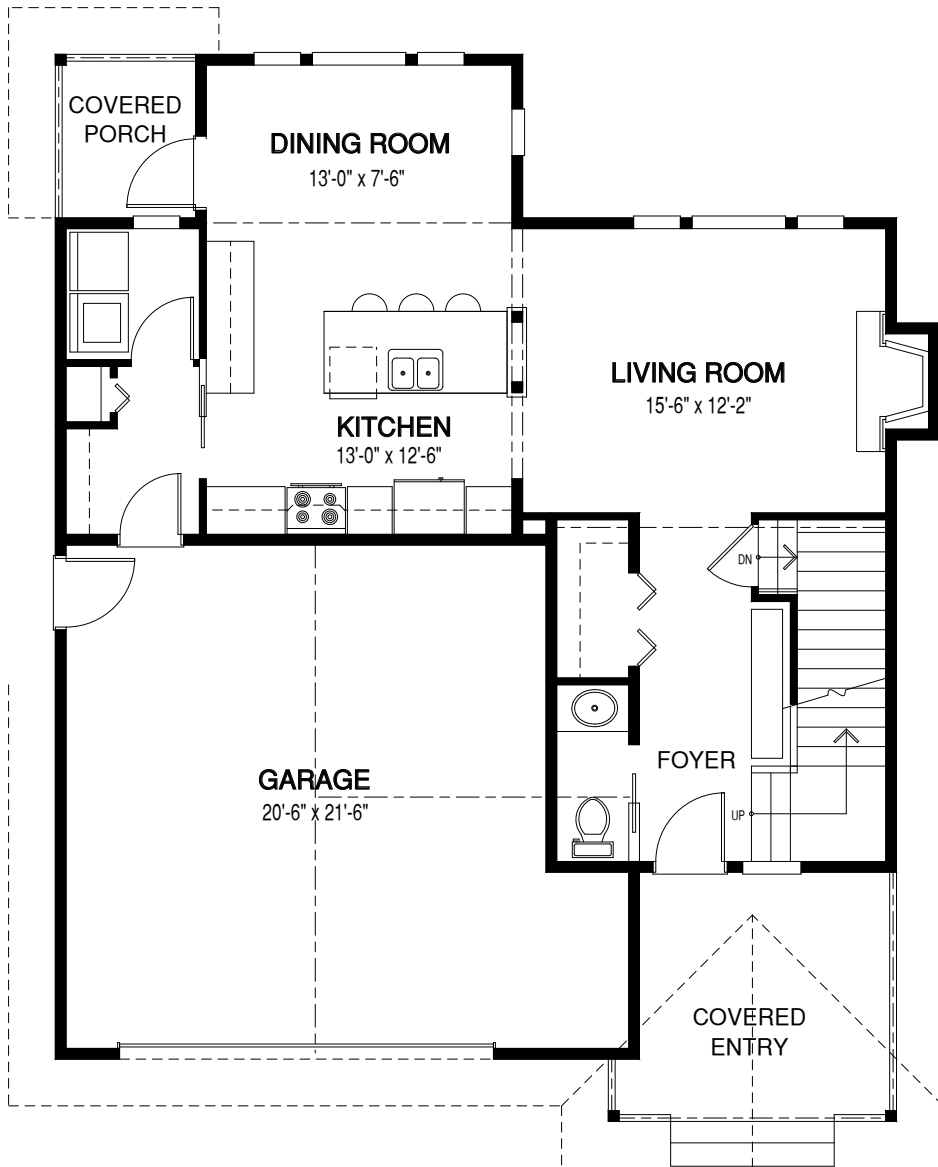 COVERED
PORCH
DINING ROOM
13'-0" x 7'-6"
LIVING ROOM
15'-6" x 12'-2"
KITCHEN
13'-0" x 12'-6"
DN
FOYER
GARAGE
20'-6" x 21'-6"
UP
COVERED
ENTRY